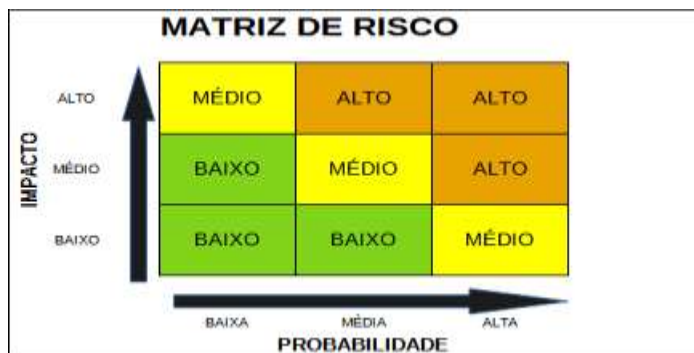 MATRIZ DE RISCO
ALTO MÉDIO ALTO ALTO
IMPACTO
MÉDIO BAIXO MÉDIO ALTO
BAIXO BAIXO BAIXO MÉDIO
BAIXA MÉDIA ALTA
PROBABILIDADE